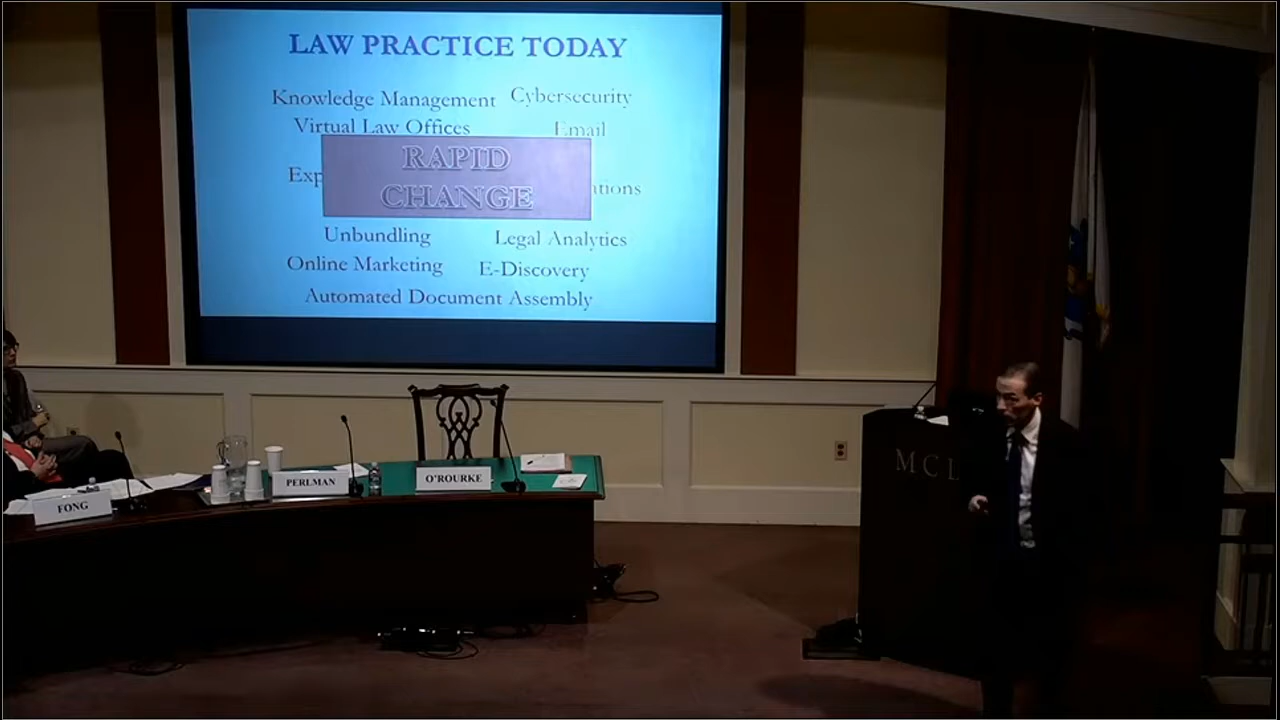 LAW PRACTICE TODAY
Knowledge Management Cybersecurity
Virtual Law Offices Email
RAPID
CHANGE
Unbundling Legal Analytics
Online Marketing E-Discovery
Automated Document Assembly
MCL
FONG
PERLMAN
O'ROURKE